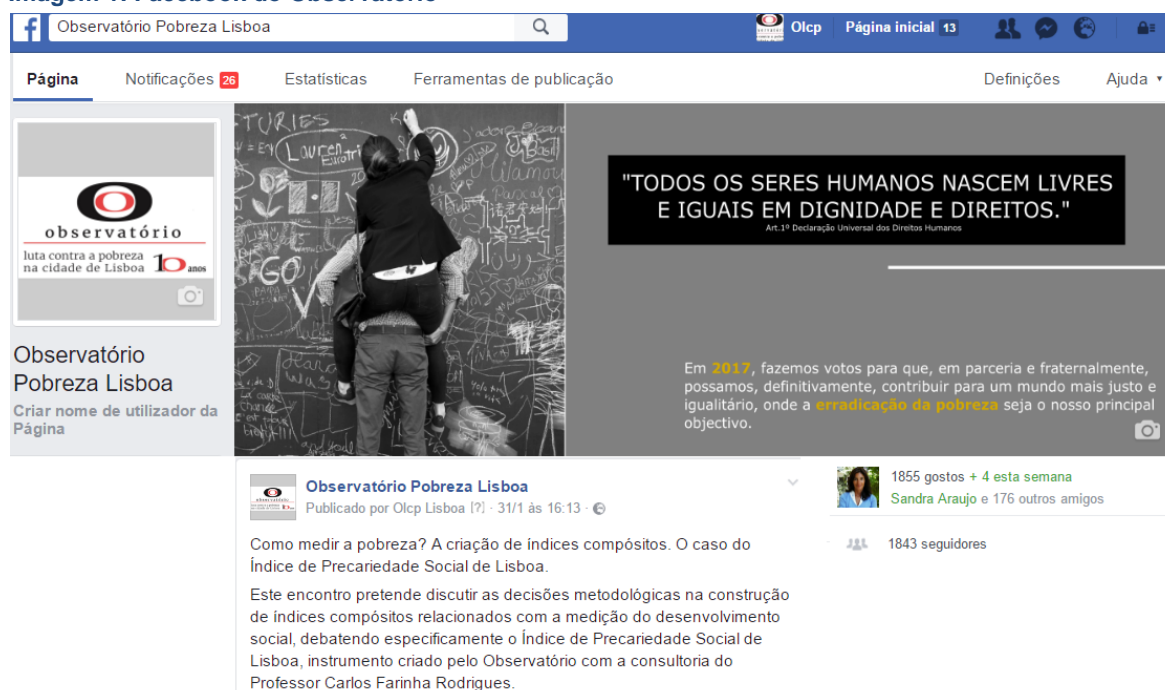 Imagem 1: Facebook do Observatório
Observatório Pobreza Lisboa
Olcp
Página inicial 13
Página
Notificações 26
Estatísticas
Ferramentas de publicação
Definições
Ajuda
observatório
luta contra a pobreza
na cidade de Lisboa 10 anos
Observatório
Pobreza Lisboa
Criar nome de utilizador da
Página
Lauren
"TODOS OS SERES HUMANOS NASCEM LIVRES
E IGUAIS EM DIGNIDADE E DIREITOS."
Art.1º Declaração Universal dos Direitos Humanos
Em 2017, fazemos votos para que, em parceria e fraternalmente,
possamos, definitivamente, contribuir para um mundo mais justo e
igualitário, onde a erradicação da pobreza seja o nosso principal
objectivo.
Observatório Pobreza Lisboa
Publicado por Olcp Lisboa [?] · 31/1 às 16:13 ·
Como medir a pobreza? A criação de índices compósitos. O caso do
Índice de Precariedade Social de Lisboa.
Este encontro pretende discutir as decisões metodológicas na construção
de índices compósitos relacionados com a medição do desenvolvimento
social, debatendo especificamente o Índice de Precariedade Social de
Lisboa, instrumento criado pelo Observatório com a consultoria do
Professor Carlos Farinha Rodrigues.
1855 gostos + 4 esta semana
Sandra Araujo e 176 outros amigos
1843 seguidores